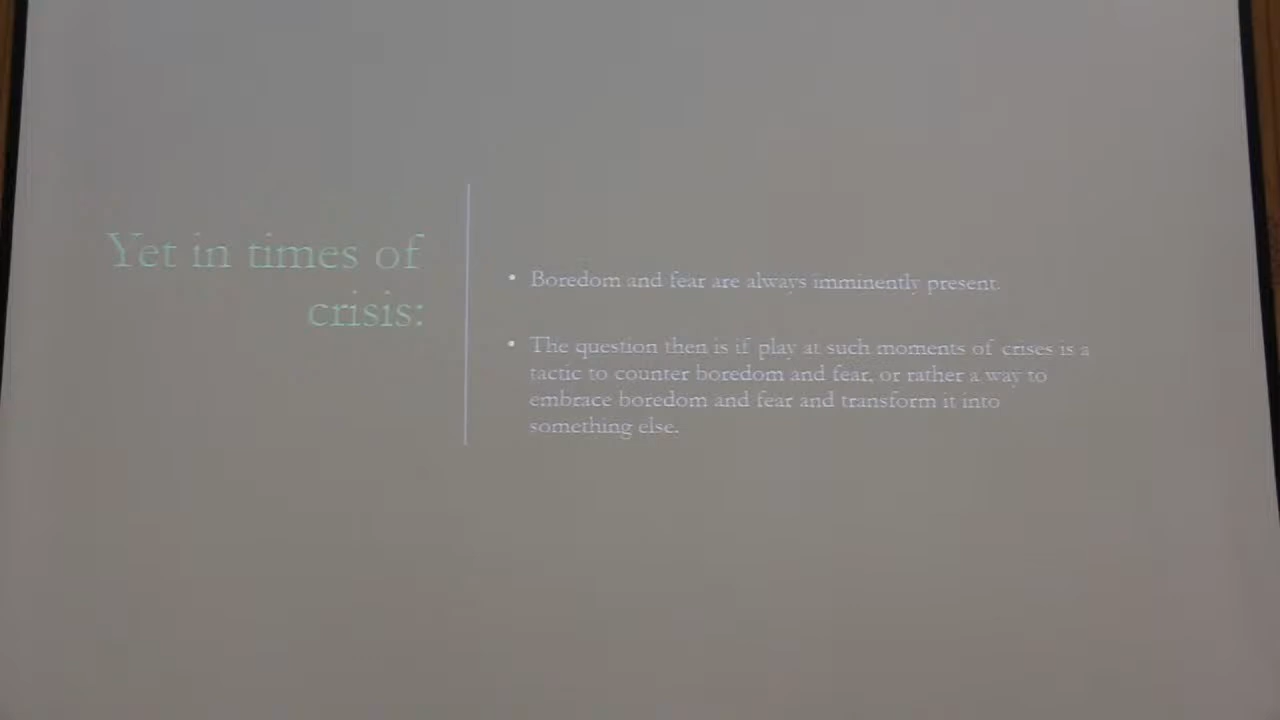 Yet in times of
crisis:
• Boredom and fear are always imminently present.
• The question then is if play at such moments of crises is a
tactic to counter boredom and fear, or rather a way to
embrace boredom and fear and transform it into
something else.